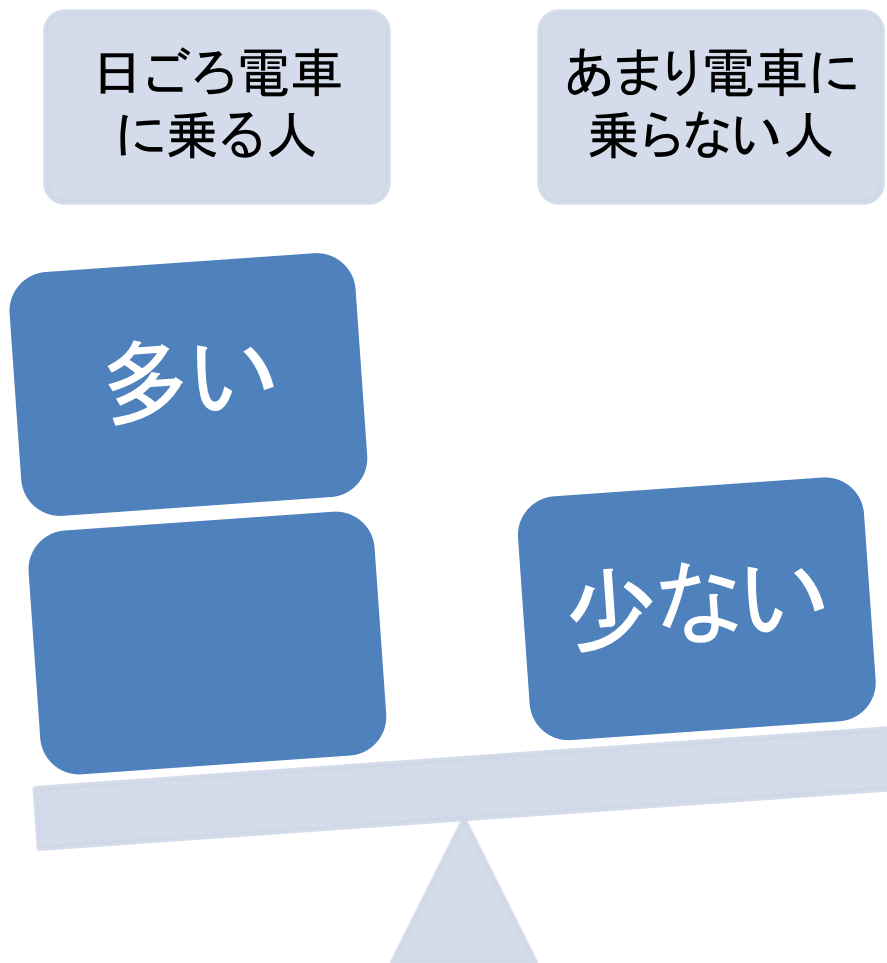 日ごろ電車
に乗る人
あまり電車に
乗らない人
多い
少ない